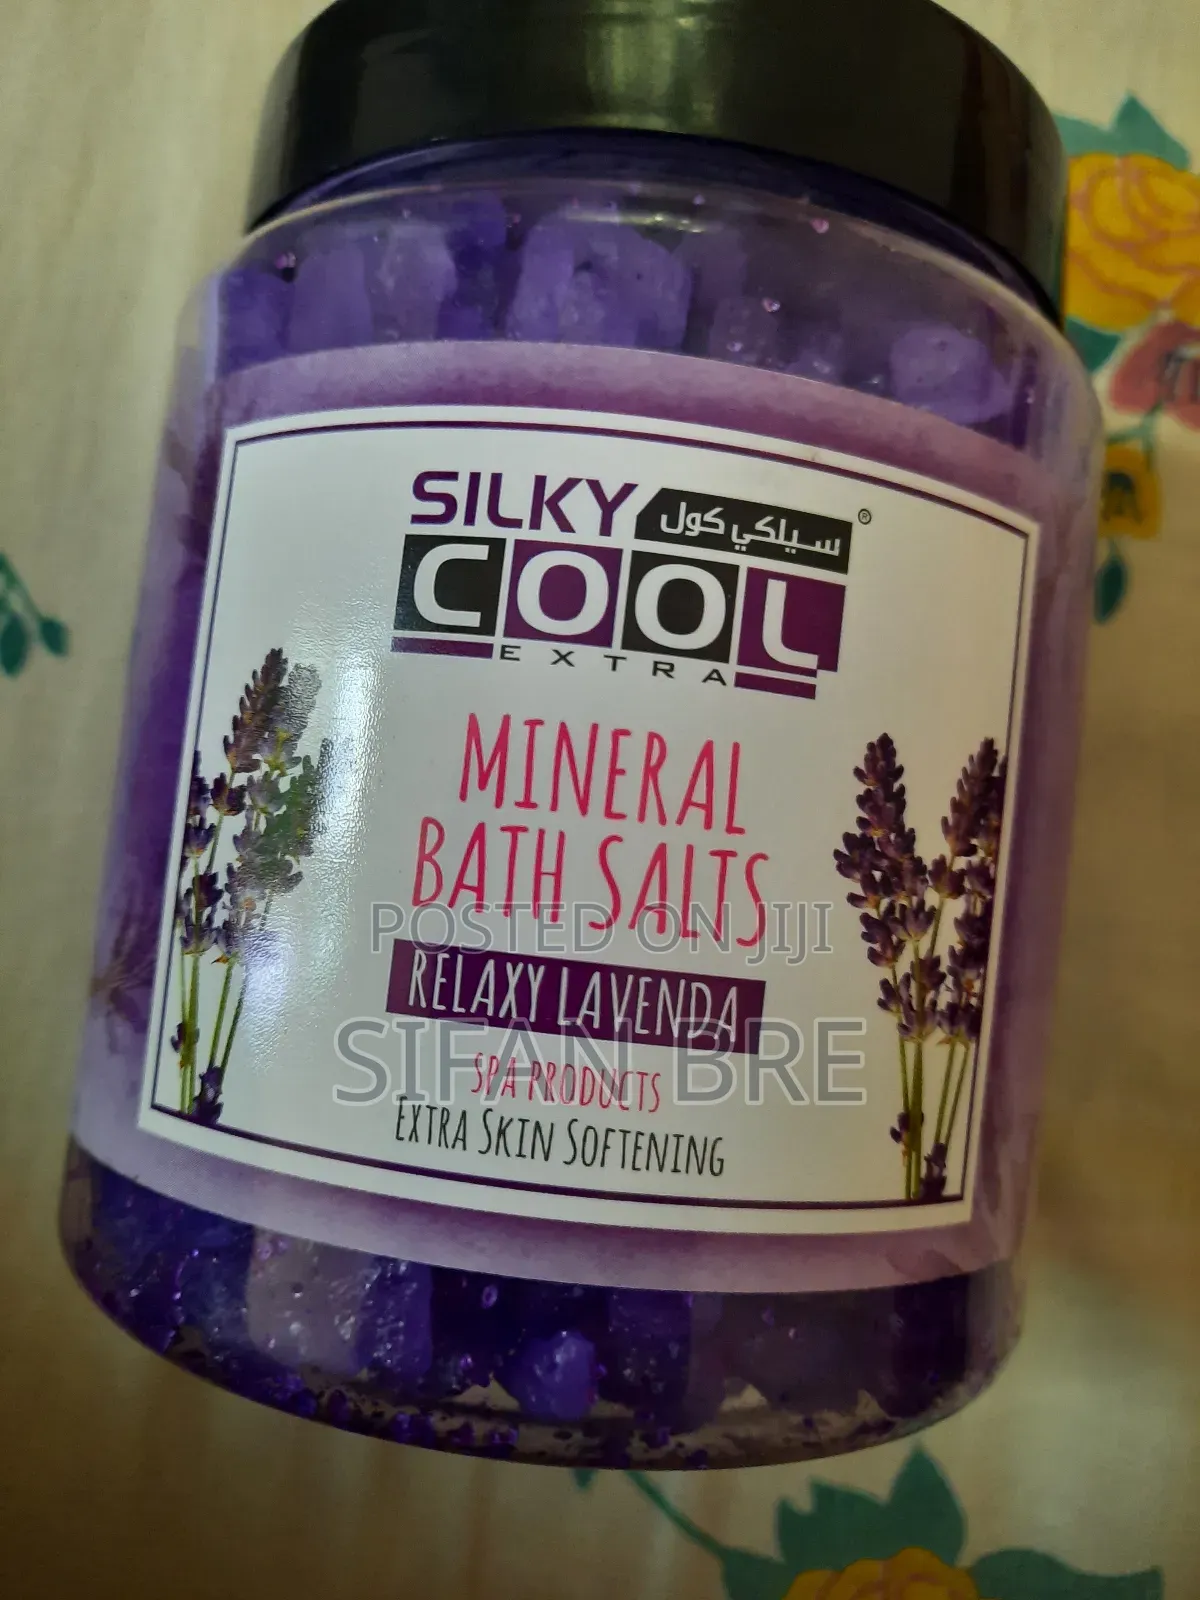 SILKY سيلكي كول ®
COOL
EXTRA
MINERAL
BATH SALTS
POSTED ON JIJI
RELAXY LAVENDA
SIFAN BRE
SPA PRODUCTS
EXTRA SKIN SOFTENING